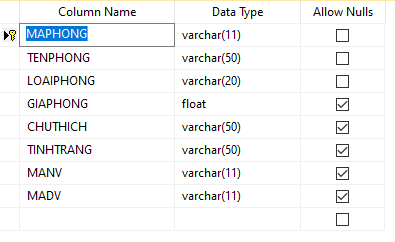 Column Name Data Type Allow Nulls
MAPHONG varchar(11)
TENPHONG varchar(50)
LOAIPHONG varchar(20)
GIAPHONG float
CHUTHICH varchar(50)
TINHTRANG varchar(50)
MANV varchar(11)
MADV varchar(11)